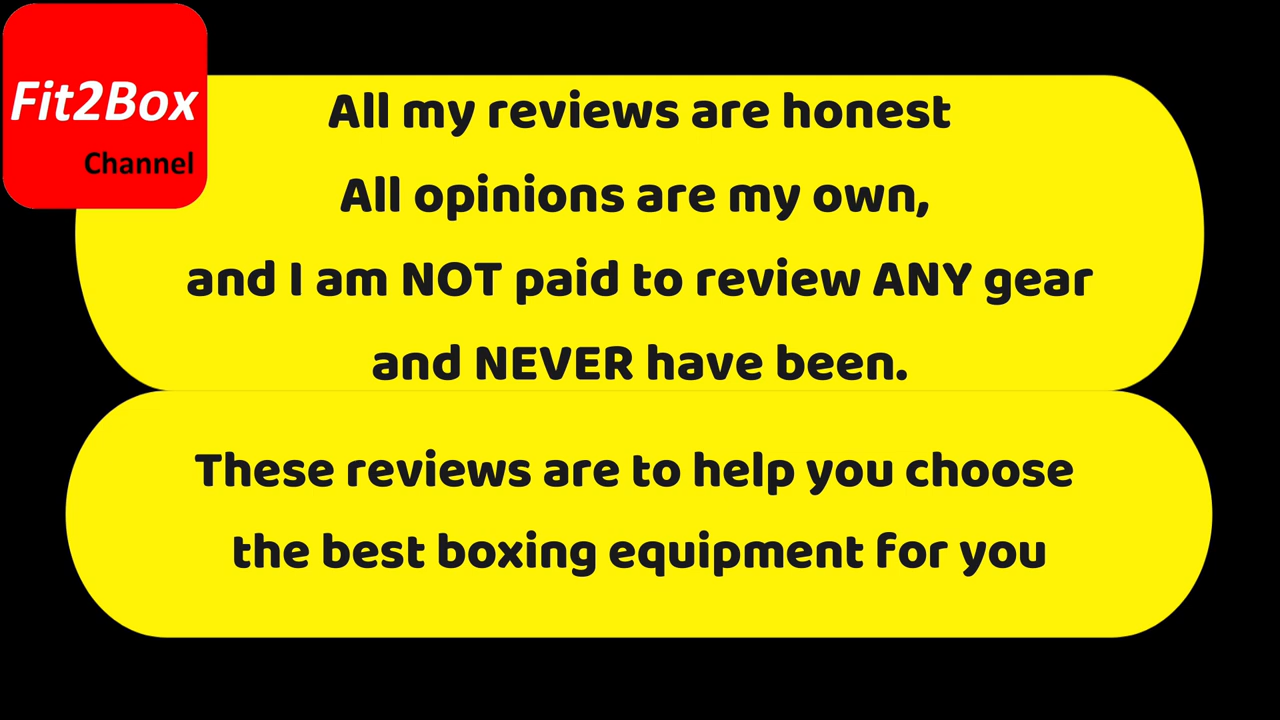 Fit2Box
Channel
All my reviews are honest
All opinions are my own,
and I am NOT paid to review ANY gear
and NEVER have been.
These reviews are to help you choose
the best boxing equipment for you